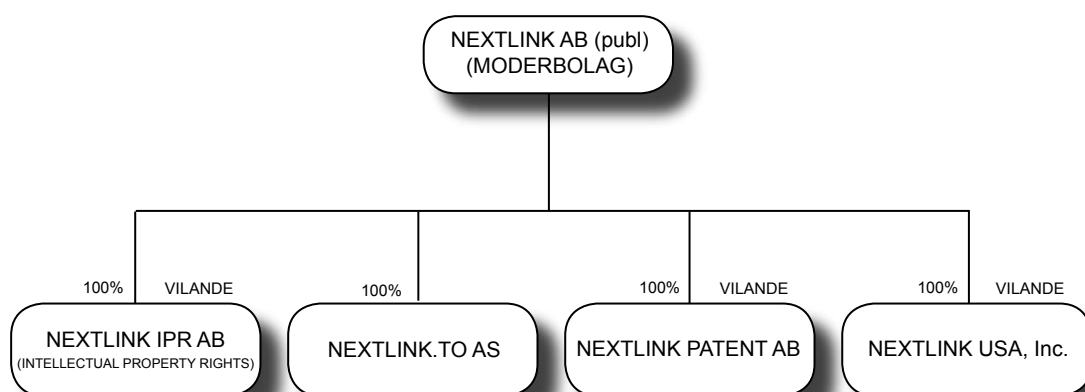 NEXTLINK AB (publ)
(MODERBOLAG)
100% VILANDE
NEXTLINK IPR AB
(INTELLECTUAL PROPERTY RIGHTS)
100%
NEXTLINK.TO AS
100% VILANDE
NEXTLINK PATENT AB
100% VILANDE
NEXTLINK USA, Inc.